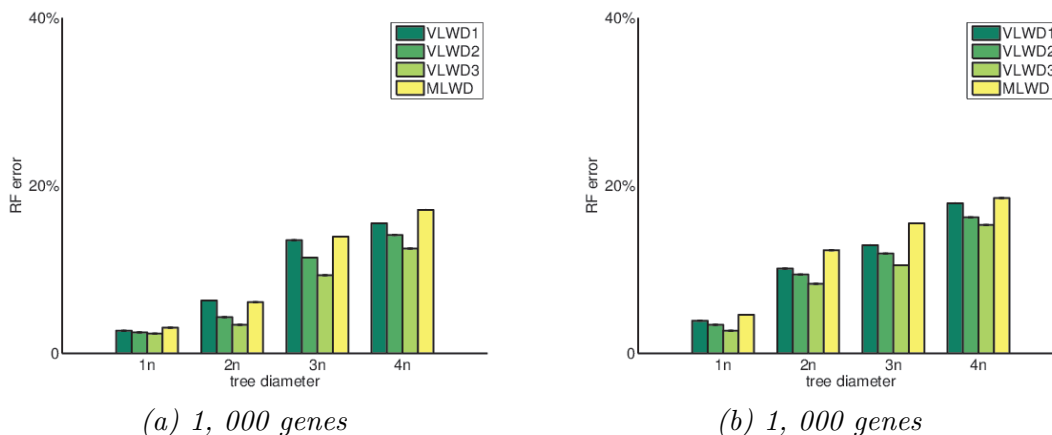 40%
20%
0
RF error
VLWD1
VLWD2
VLWD3
MLWD
1n 2n 3n 4n
tree diameter
(a) 1, 000 genes
40%
20%
0
RF error
VLWD1
VLWD2
VLWD3
MLWD
1n 2n 3n 4n
tree diameter
(b) 1, 000 genes